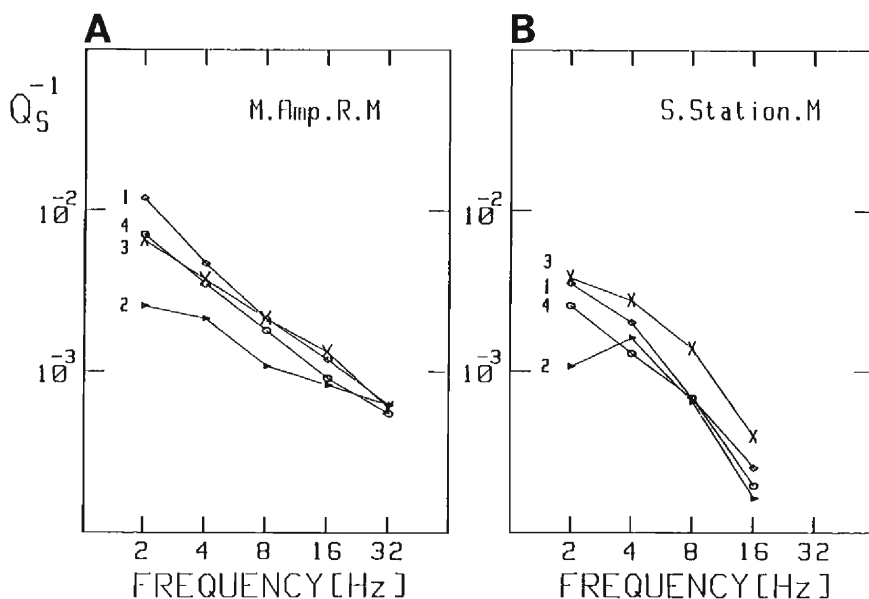 A
Q_S^-1
M.Amp.R.M
10^-2
10^-3
1
4
3
2
2 4 8 16 32
FREQUENCY[Hz]
B
S.Station.M
10^-2
10^-3
3
1
4
2
2 4 8 16 32
FREQUENCY[Hz]